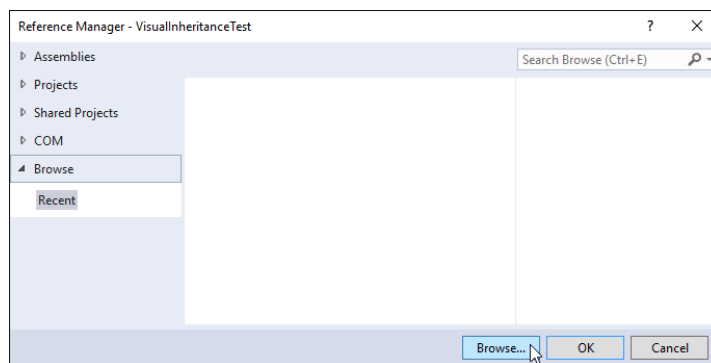 Reference Manager - VisualInheritanceTest
?
Assemblies
Search Browse (Ctrl+E)
Projects
Shared Projects
COM
Browse
Recent
Browse... OK Cancel